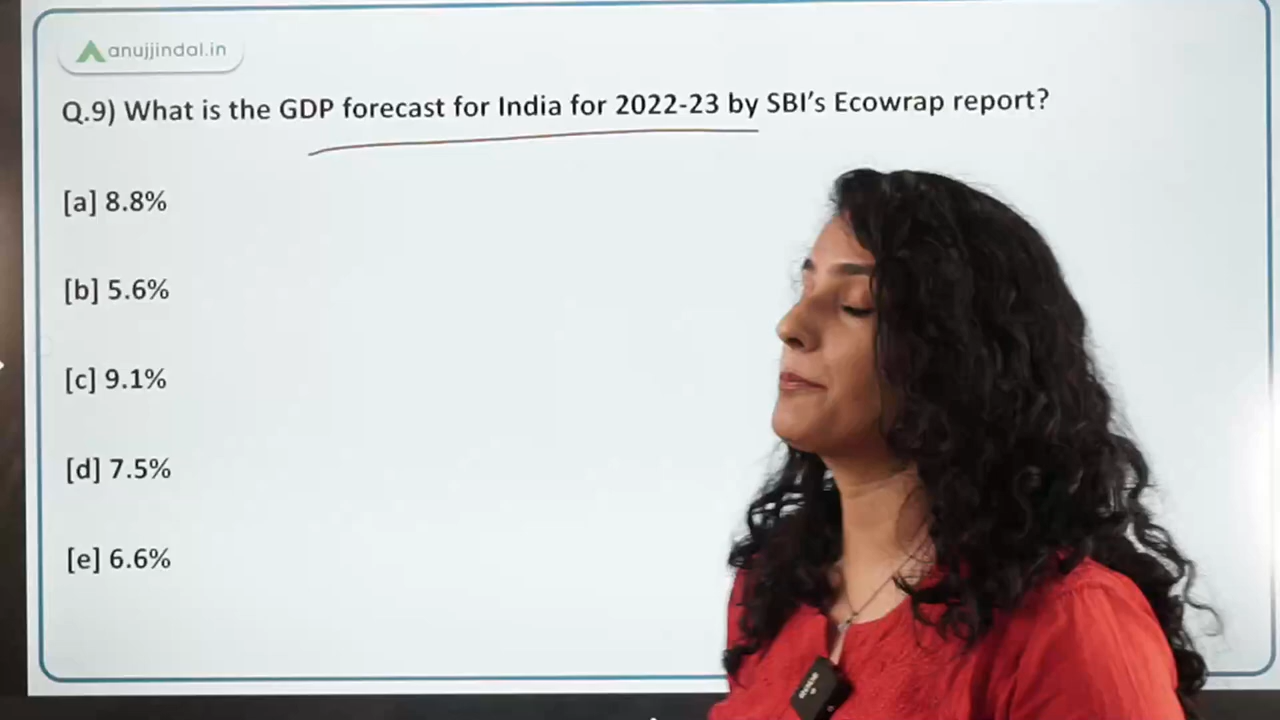 anujjindal.in
Q.9) What is the GDP forecast for India for 2022-23 by SBI’s Ecowrap report?
[a] 8.8%
[b] 5.6%
[c] 9.1%
[d] 7.5%
[e] 6.6%